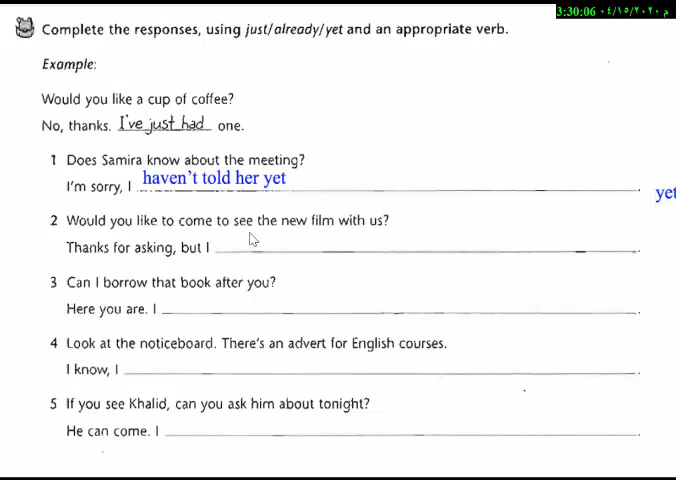 3:30:06 ٠٤/١٥/٢٠٢٠ م
Complete the responses, using just/already/yet and an appropriate verb.
Example:
Would you like a cup of coffee?
No, thanks. I've just had one.
1 Does Samira know about the meeting?
I'm sorry, I haven't told her yet.
yet
2 Would you like to come to see the new film with us?
Thanks for asking, but I ___.
3 Can I borrow that book after you?
Here you are. I ___.
4 Look at the noticeboard. There's an advert for English courses.
I know, I ___.
5 If you see Khalid, can you ask him about tonight?
He can come. I ___.